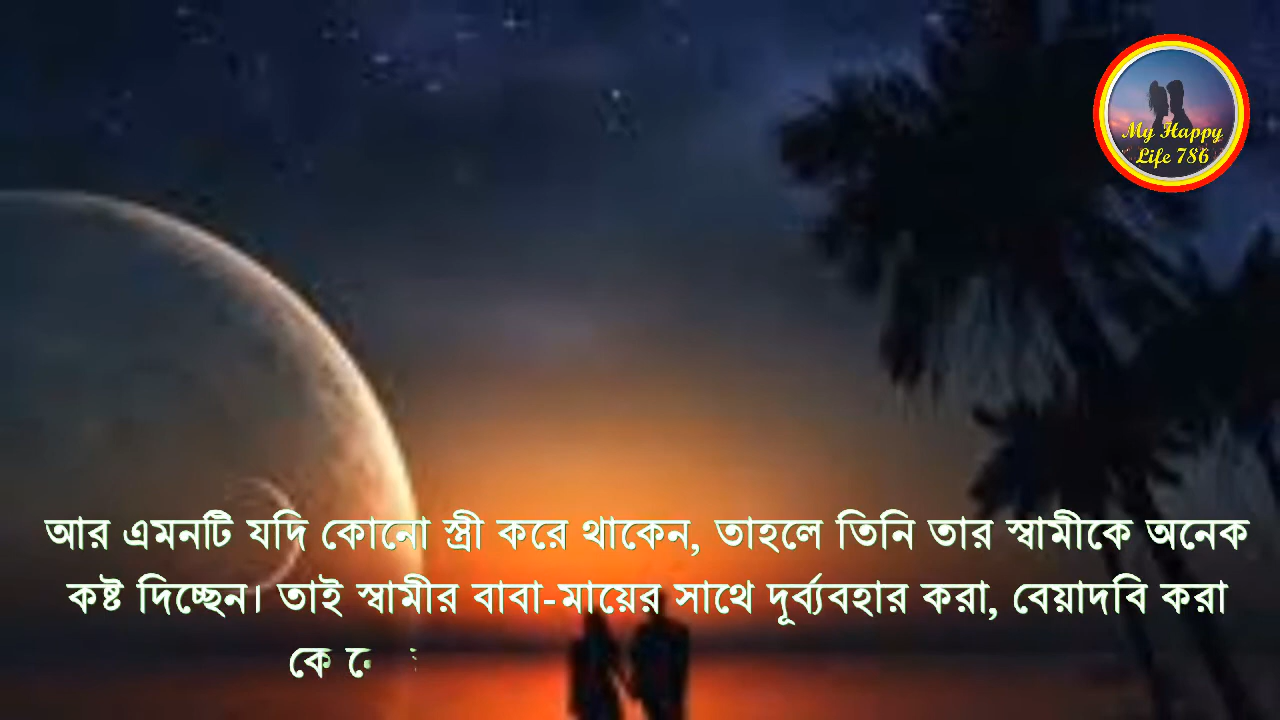 My Happy
Life 786
আর এমনটি যদি কোনো স্ত্রী করে থাকেন, তাহলে তিনি তার স্বামীকে অনেক
কষ্ট দিচ্ছেন। তাই স্বামীর বাবা-মায়ের সাথে দূর্ব্যবহার করা, বেয়াদবি করা